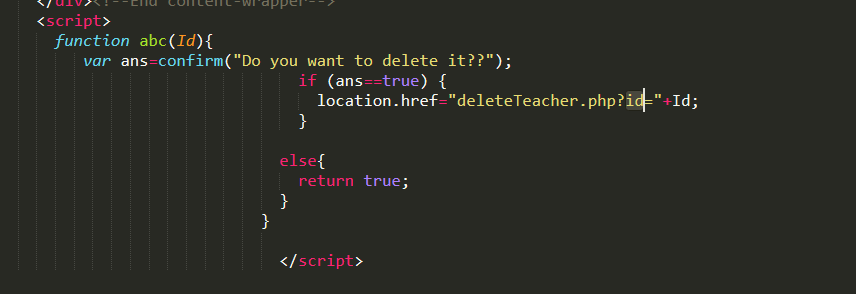 </div><!--End content-wrapper-->
<script>
function abc(Id){
var ans=confirm("Do you want to delete it??");
if (ans==true) {
location.href="deleteTeacher.php?id="+Id;
}
else{
return true;
}
}
</script>